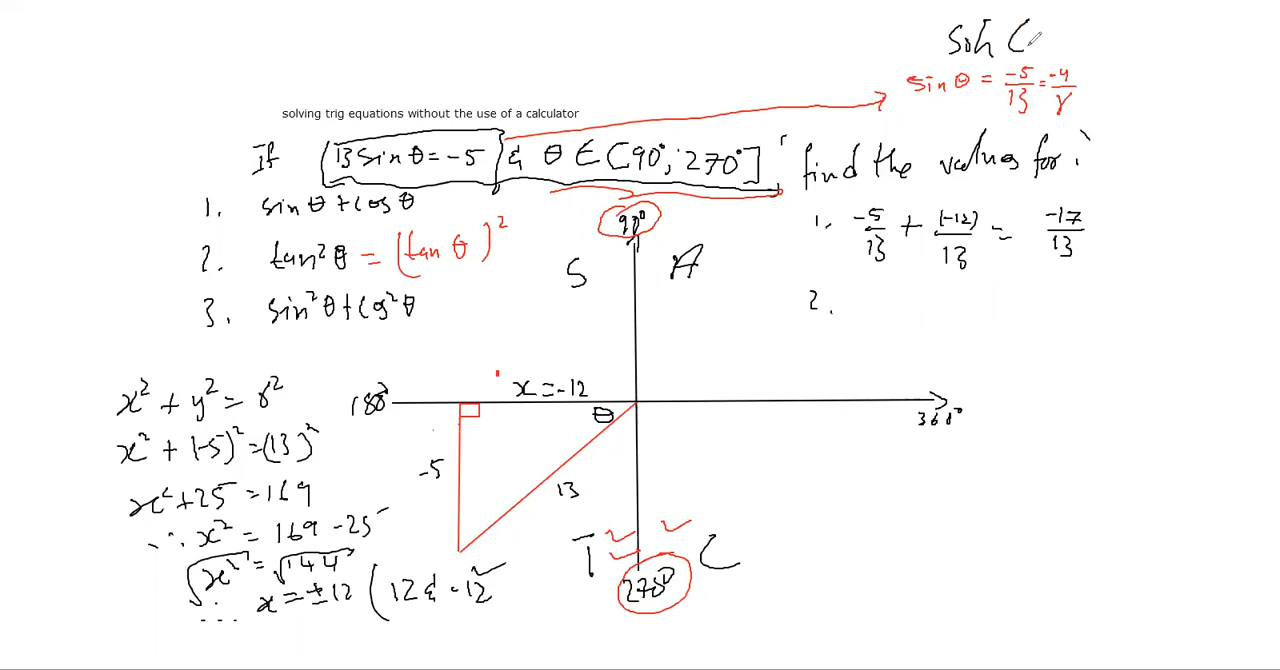 Soh C
sin θ = -5/13 = -y/r
solving trig equations without the use of a calculator
If (13 sin θ = -5) & θ ∈ [90°; 270°] find the values for:
1. sin θ + cos θ
2. tan² θ = (tan θ)²
3. sin² θ + cos² θ
1. -5/13 + (-12)/13 = -17/13
2.
90°
S A
180° x = -12 θ 360°
-5
13
T C
270°
x² + y² = r²
x² + (-5)² = (13)²
x² + 25 = 169
∴ x² = 169 - 25
√x² = √144
∴ x = ±12 (12 & -12